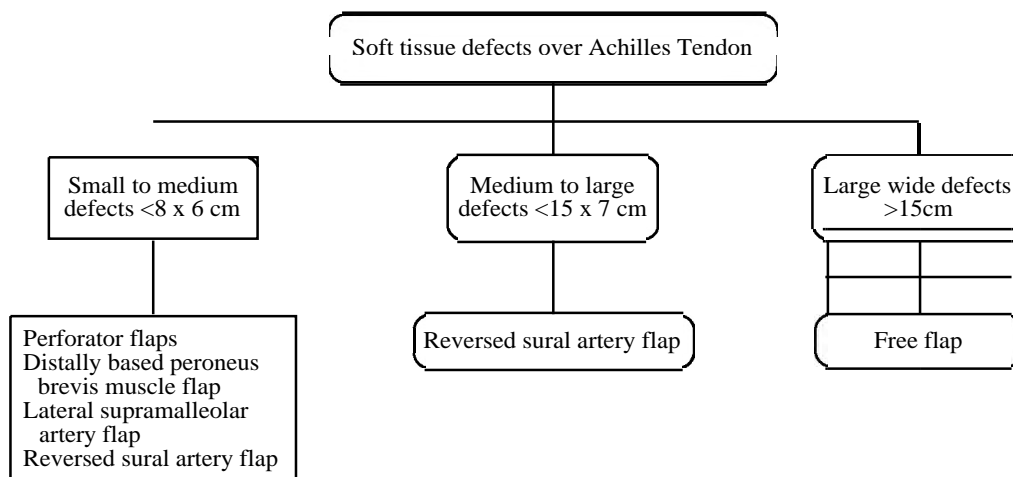 Soft tissue defects over Achilles Tendon
Small to medium
defects <8 x 6 cm
Medium to large
defects <15 x 7 cm
Large wide defects
>15cm
Perforator flaps
Distally based peroneus
brevis muscle flap
Lateral supramalleolar
artery flap
Reversed sural artery flap
Reversed sural artery flap
Free flap